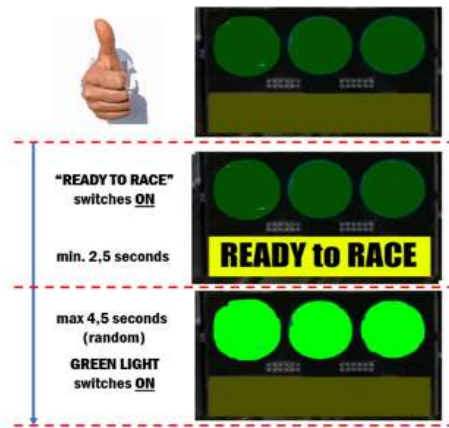 “READY TO RACE”
switches ON
min. 2,5 seconds
READY to RACE
max 4,5 seconds
(random)
GREEN LIGHT
switches ON